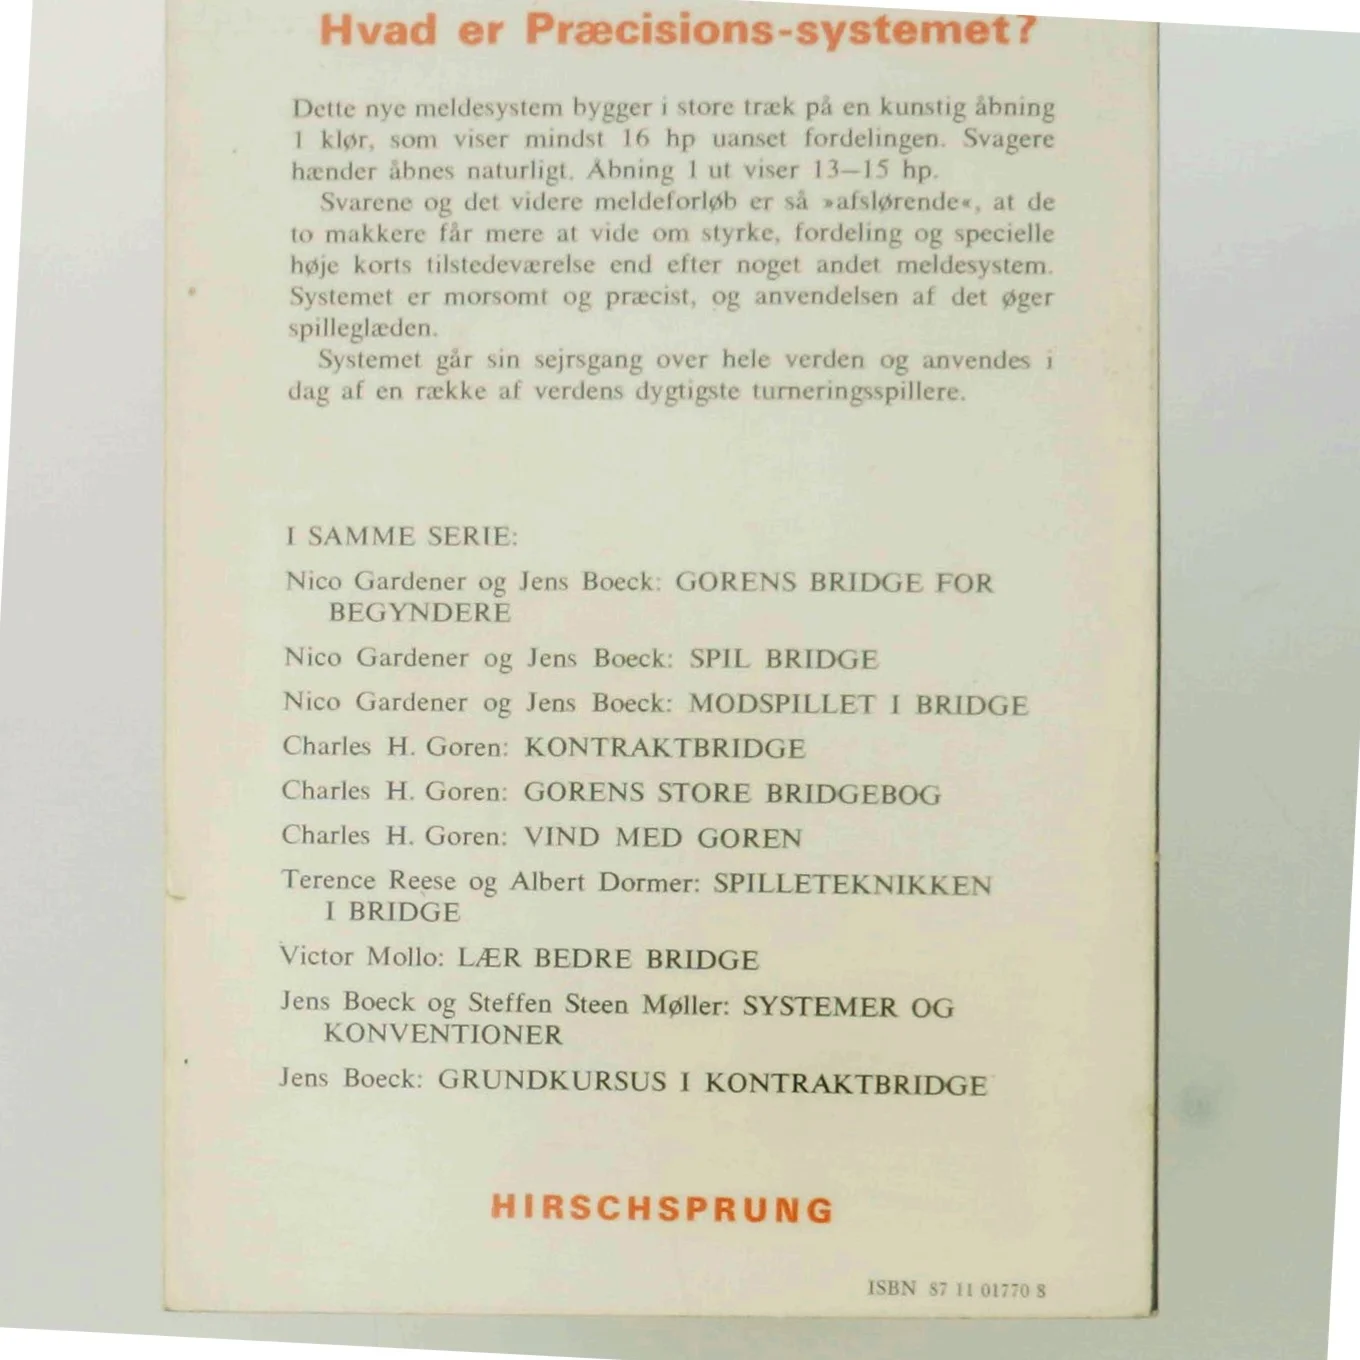 Hvad er Præcisions-systemet?
Dette nye meldesystem bygger i store træk på en kunstig åbning
1 klør, som viser mindst 16 hp uanset fordelingen. Svagere
hænder åbnes naturligt. Åbning 1 ut viser 13—15 hp.
Svarene og det videre meldeforløb er så »afslørende«, at de
to makkere får mere at vide om styrke, fordeling og specielle
høje korts tilstedeværelse end efter noget andet meldesystem.
Systemet er morsomt og præcist, og anvendelsen af det øger
spilleglæden.
Systemet går sin sejrsgang over hele verden og anvendes i
dag af en række af verdens dygtigste turneringsspillere.
I SAMME SERIE:
Nico Gardener og Jens Boeck: GORENS BRIDGE FOR
BEGYNDERE
Nico Gardener og Jens Boeck: SPIL BRIDGE
Nico Gardener og Jens Boeck: MODSPILLET I BRIDGE
Charles H. Goren: KONTRAKTBRIDGE
Charles H. Goren: GORENS STORE BRIDGEBOG
Charles H. Goren: VIND MED GOREN
Terence Reese og Albert Dormer: SPILLETEKNIKKEN
I BRIDGE
Victor Mollo: LÆR BEDRE BRIDGE
Jens Boeck og Steffen Steen Møller: SYSTEMER OG
KONVENTIONER
Jens Boeck: GRUNDKURSUS I KONTRAKTBRIDGE
HIRSCHSPRUNG
ISBN 87 11 01770 8